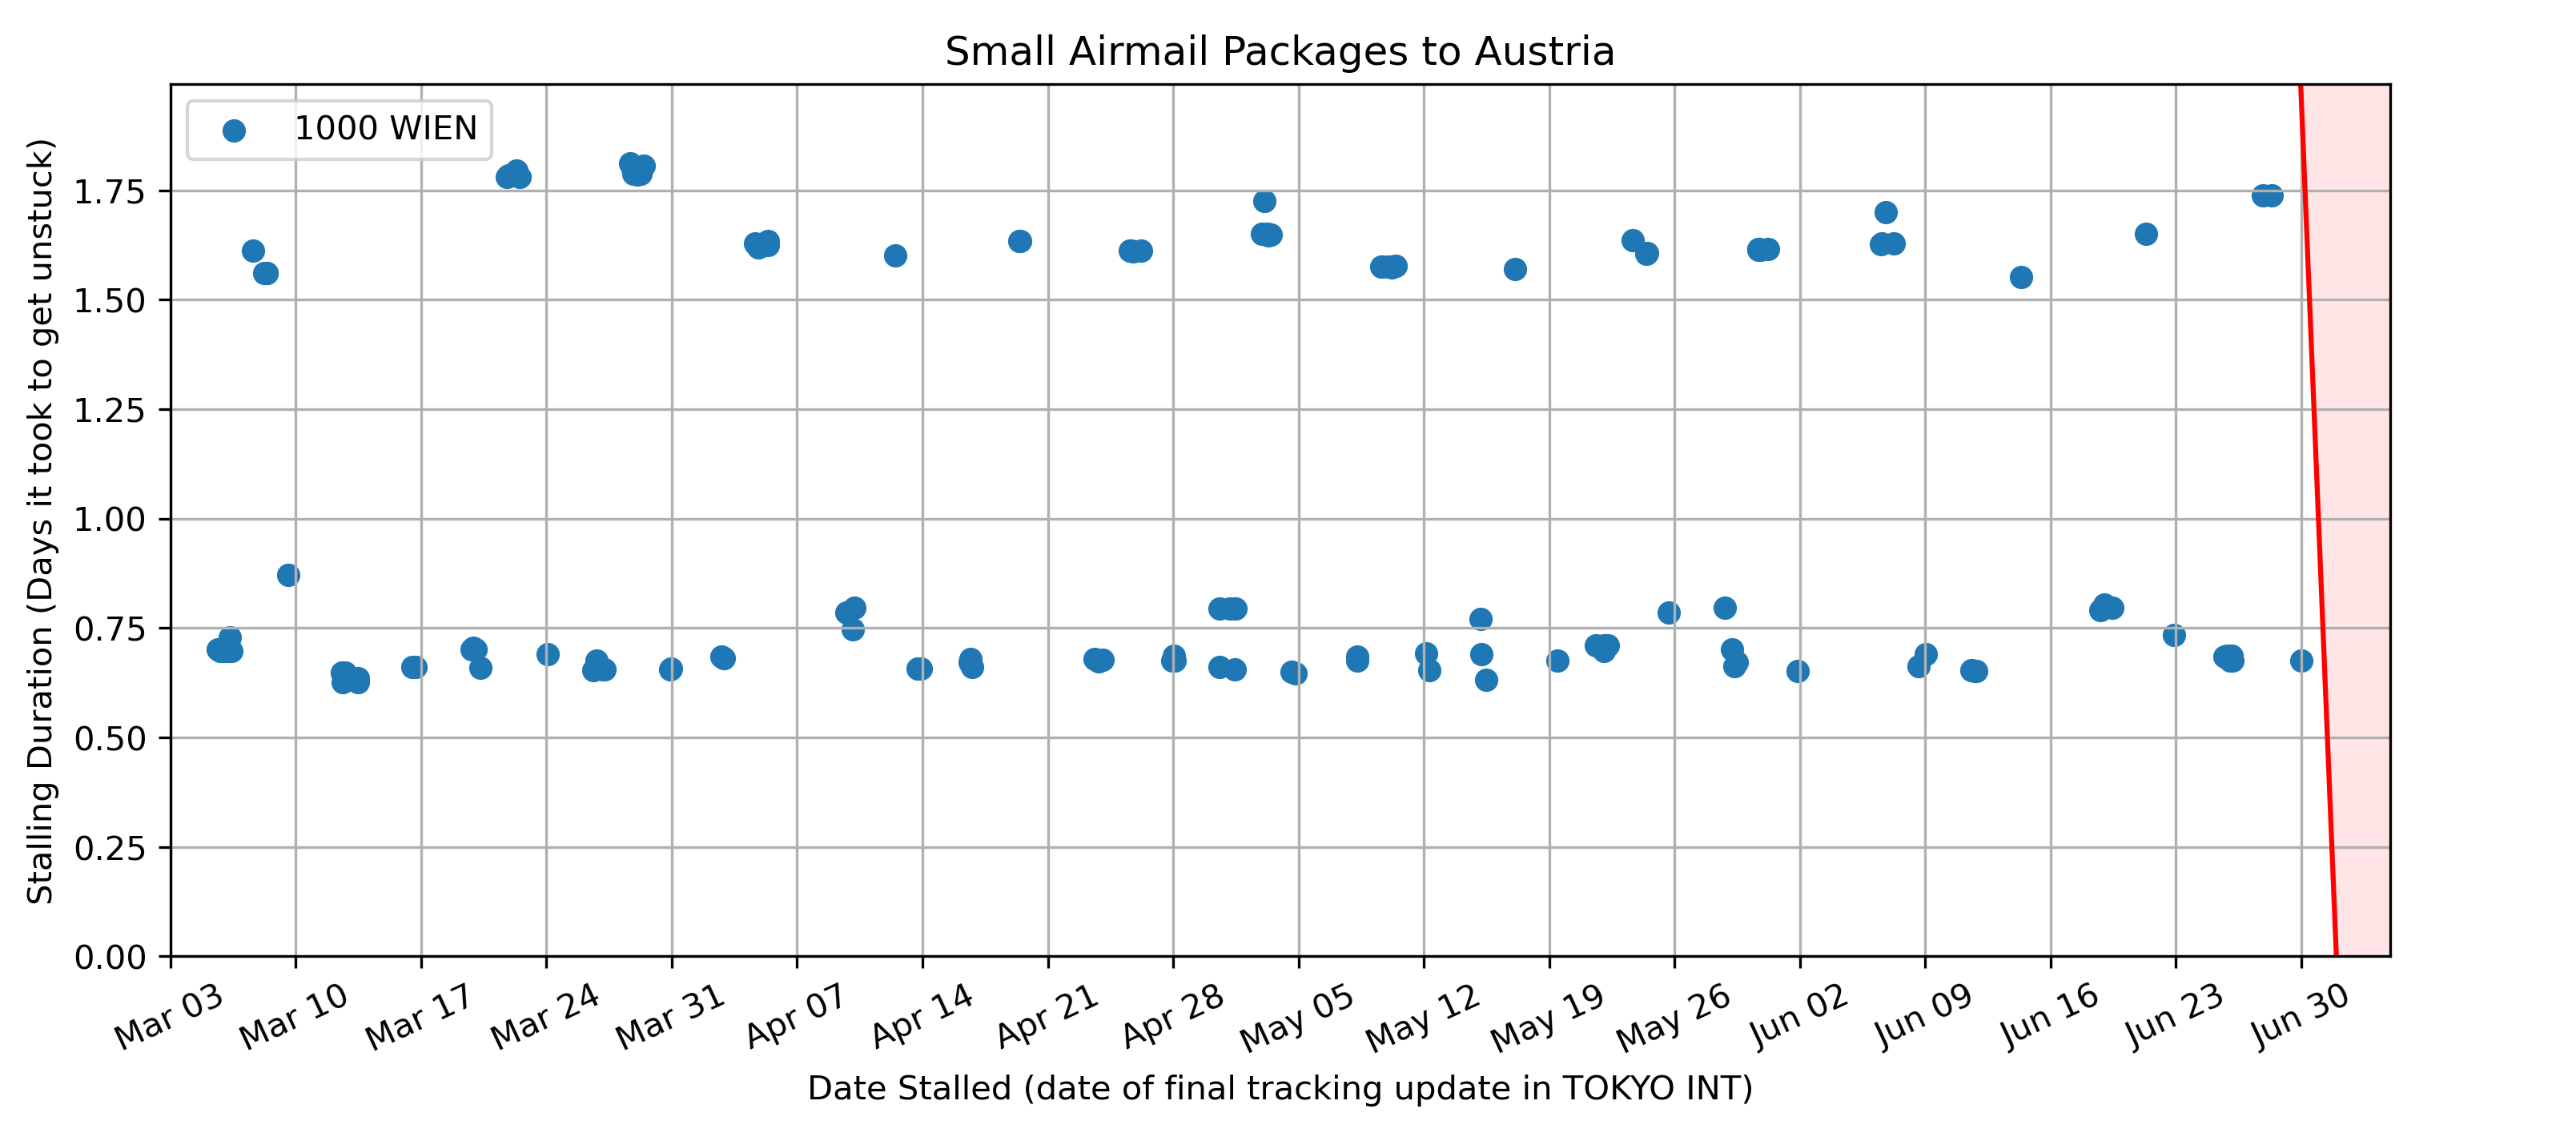 Small Airmail Packages to Austria
1000 WIEN
Stalling Duration (Days it took to get unstuck)
1.75
1.50
1.25
1.00
0.75
0.50
0.25
0.00
Mar 03 Mar 10 Mar 17 Mar 24 Mar 31 Apr 07 Apr 14 Apr 21 Apr 28 May 05 May 12 May 19 May 26 Jun 02 Jun 09 Jun 16 Jun 23 Jun 30
Date Stalled (date of final tracking update in TOKYO INT)